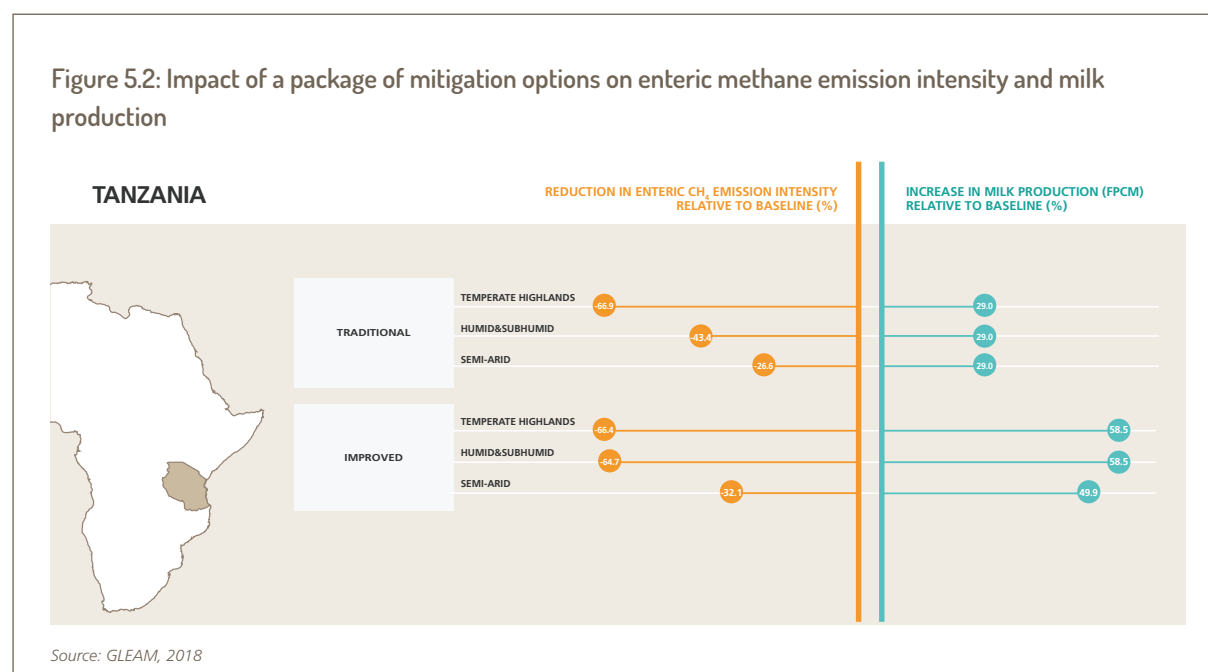 Figure 5.2: Impact of a package of mitigation options on enteric methane emission intensity and milk
production
TANZANIA
REDUCTION IN ENTERIC CH4 EMISSION INTENSITY
RELATIVE TO BASELINE (%)
INCREASE IN MILK PRODUCTION (FPCM)
RELATIVE TO BASELINE (%)
TRADITIONAL
TEMPERATE HIGHLANDS
-66.9
29.0
HUMID&SUBHUMID
-43.4
29.0
SEMI-ARID
-26.6
29.0
IMPROVED
TEMPERATE HIGHLANDS
-66.4
58.5
HUMID&SUBHUMID
-64.7
58.5
SEMI-ARID
-32.1
49.9
Source: GLEAM, 2018